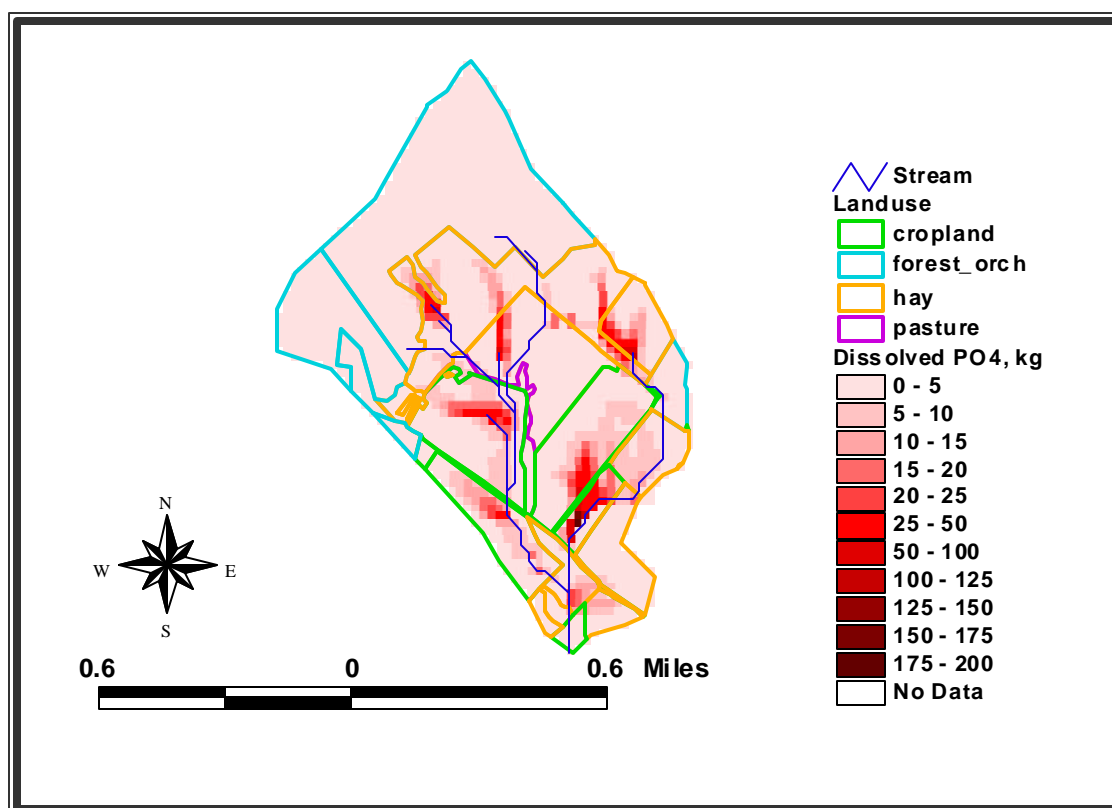 Stream
Landuse
cropland
forest_orch
hay
pasture
Dissolved PO4, kg
0 - 5
5 - 10
10 - 15
15 - 20
20 - 25
25 - 50
50 - 100
100 - 125
125 - 150
150 - 175
175 - 200
No Data
N
W E
S
0.6 0 0.6 Miles